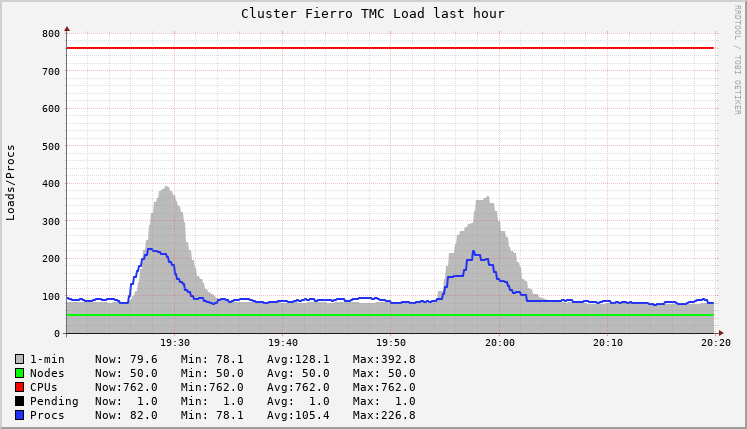 Cluster Fierro TMC Load last hour
RRDTOOL / TOBI OETIKER
Loads/Procs
800
700
600
500
400
300
200
100
0
19:30 19:40 19:50 20:00 20:10 20:20
1-min Now: 79.6 Min: 78.1 Avg:128.1 Max:392.8
Nodes Now: 50.0 Min: 50.0 Avg: 50.0 Max: 50.0
CPUs Now:762.0 Min:762.0 Avg:762.0 Max:762.0
Pending Now: 1.0 Min: 1.0 Avg: 1.0 Max: 1.0
Procs Now: 82.0 Min: 78.1 Avg:105.4 Max:226.8